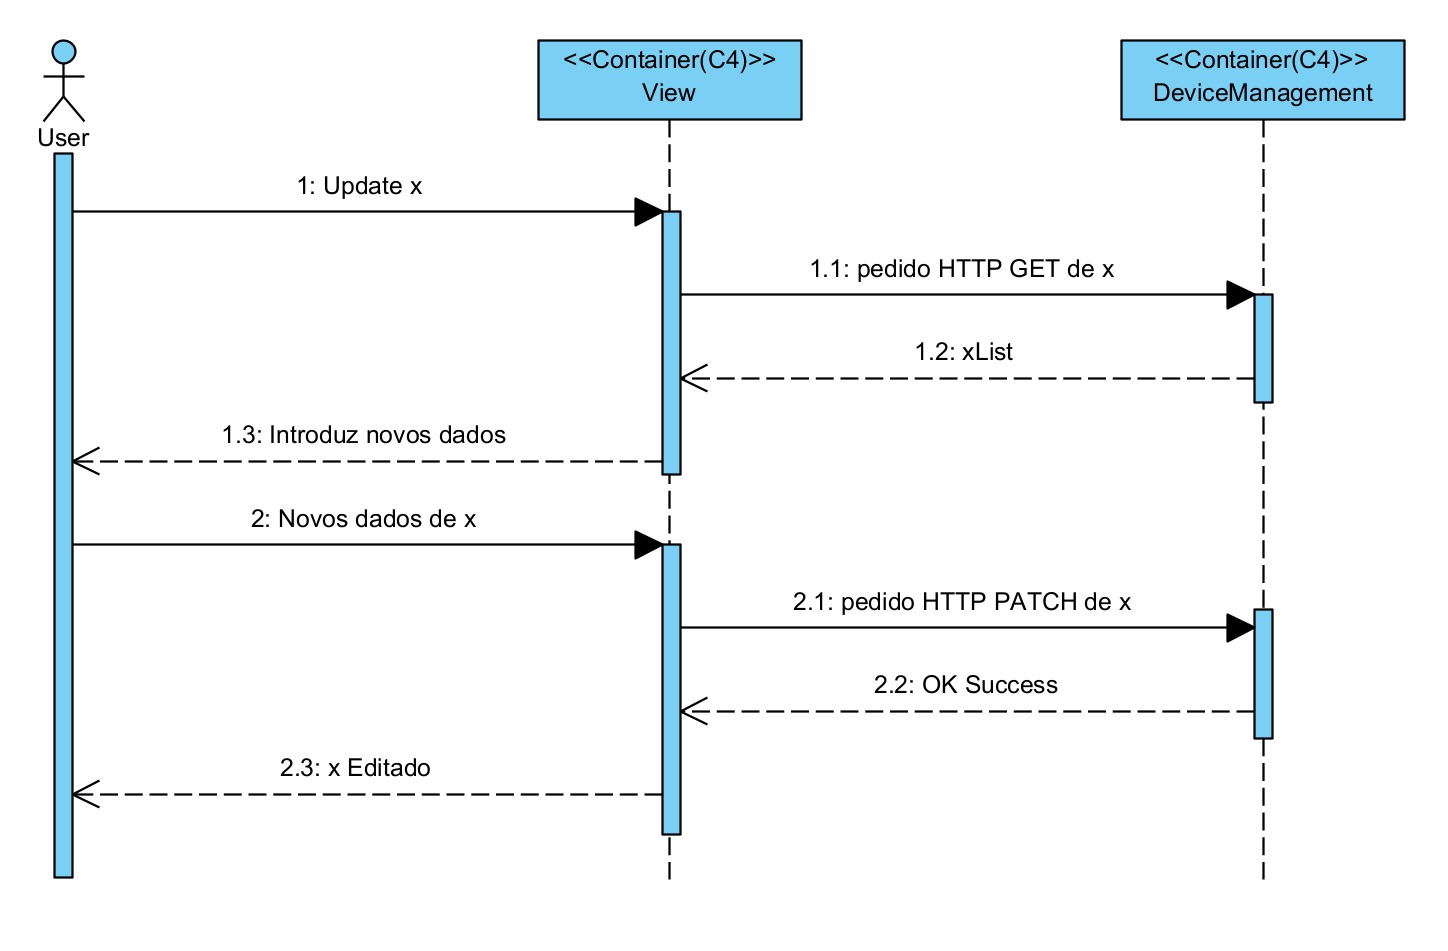 <<Container(C4)>>
View
<<Container(C4)>>
DeviceManagement
User
1: Update x
1.1: pedido HTTP GET de x
1.2: xList
1.3: Introduz novos dados
2: Novos dados de x
2.1: pedido HTTP PATCH de x
2.2: OK Success
2.3: x Editado